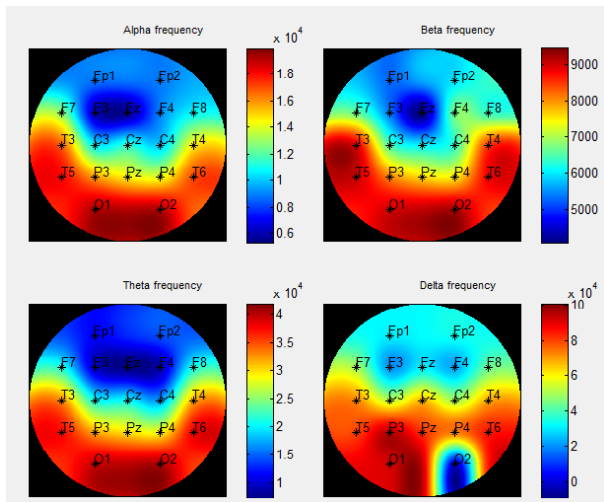 Alpha frequency
x 10^4
Fp1 Fp2
F7 F3 Fz F4 F8
T3 C3 Cz C4 T4
T5 P3 Pz P4 T6
O1 O2
1.8
1.6
1.4
1.2
1
0.8
0.6
Beta frequency
Fp1 Fp2
F7 Fz F4 F8
T3 C3 Cz C4 T4
T5 P3 Pz P4 T6
O1 O2
9000
8000
7000
6000
5000
Theta frequency
x 10^4
Fp1 Fp2
F7 F3 Fz F4 F8
T3 C3 Cz C4 T4
T5 P3 Pz P4 T6
O1 O2
4
3.5
3
2.5
2
1.5
1
Delta frequency
x 10^4
Fp1 Fp2
F7 F3 Fz F4 F8
T3 C3 Cz C4 T4
T5 P3 Pz P4 T6
O1 O2
10
8
6
4
2
0